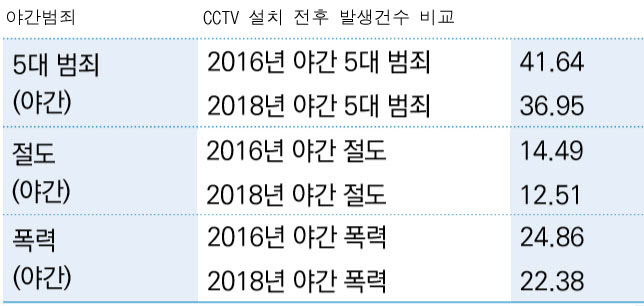 야간범죄 CCTV 설치 전후 발생건수 비교
5대 범죄 2016년 야간 5대 범죄 41.64
(야간) 2018년 야간 5대 범죄 36.95
절도 2016년 야간 절도 14.49
(야간) 2018년 야간 절도 12.51
폭력 2016년 야간 폭력 24.86
(야간) 2018년 야간 폭력 22.38